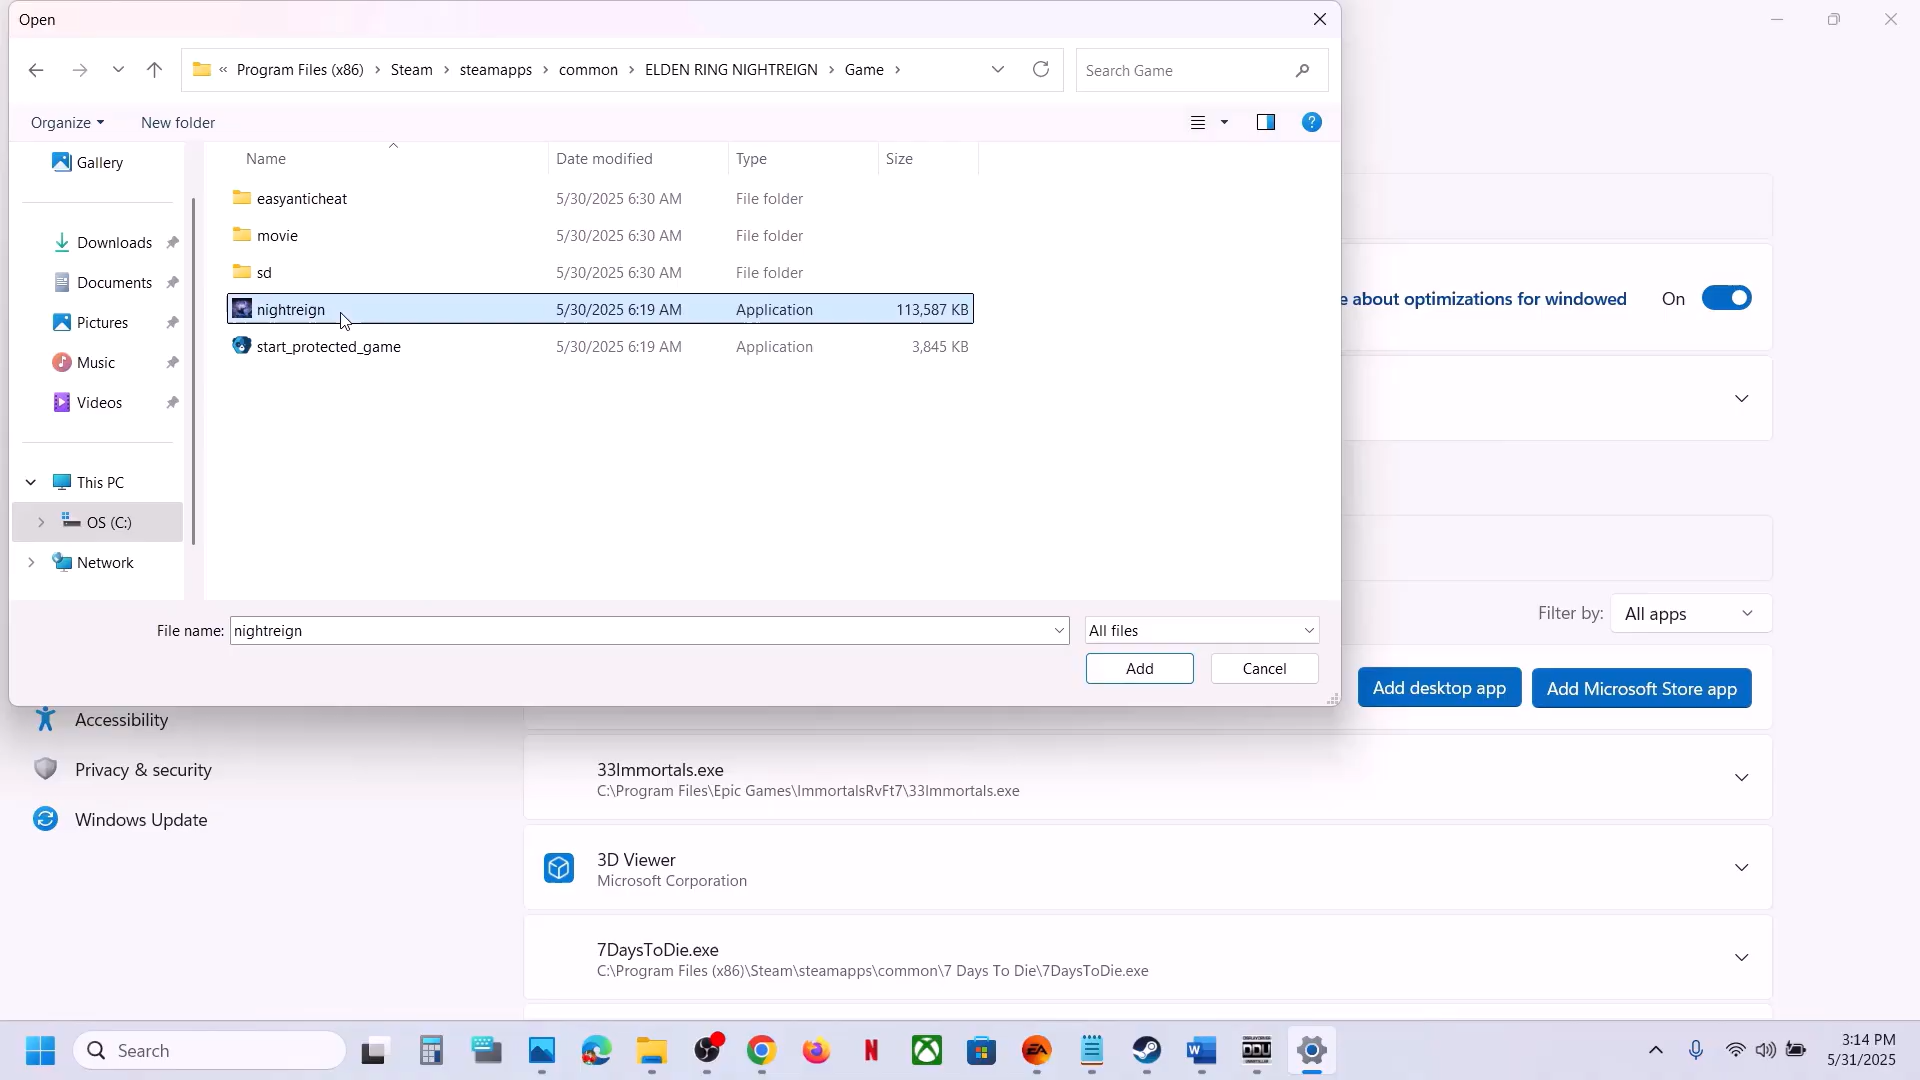 Open
« Program Files (x86) > Steam > steamapps > common > ELDEN RING NIGHTREIGN > Game >
Search Game
Organize
New folder
?
Gallery
Downloads
Documents
Pictures
Music
Videos
This PC
OS (C:)
Network
Name Date modified Type Size
easyanticheat 5/30/2025 6:30 AM File folder
movie 5/30/2025 6:30 AM File folder
sd 5/30/2025 6:30 AM File folder
nightreign 5/30/2025 6:19 AM Application 113,587 KB
start_protected_game 5/30/2025 6:19 AM Application 3,845 KB
File name: nightreign
All files
Add
Cancel
e about optimizations for windowed
On
Filter by: All apps
Add desktop app
Add Microsoft Store app
Accessibility
Privacy & security
Windows Update
33Immortals.exe
C:\Program Files\Epic Games\ImmortalsRvFt7\33Immortals.exe
3D Viewer
Microsoft Corporation
7DaysToDie.exe
C:\Program Files (x86)\Steam\steamapps\common\7 Days To Die\7DaysToDie.exe
Search
N
EA
W
DDU
3:14 PM
5/31/2025